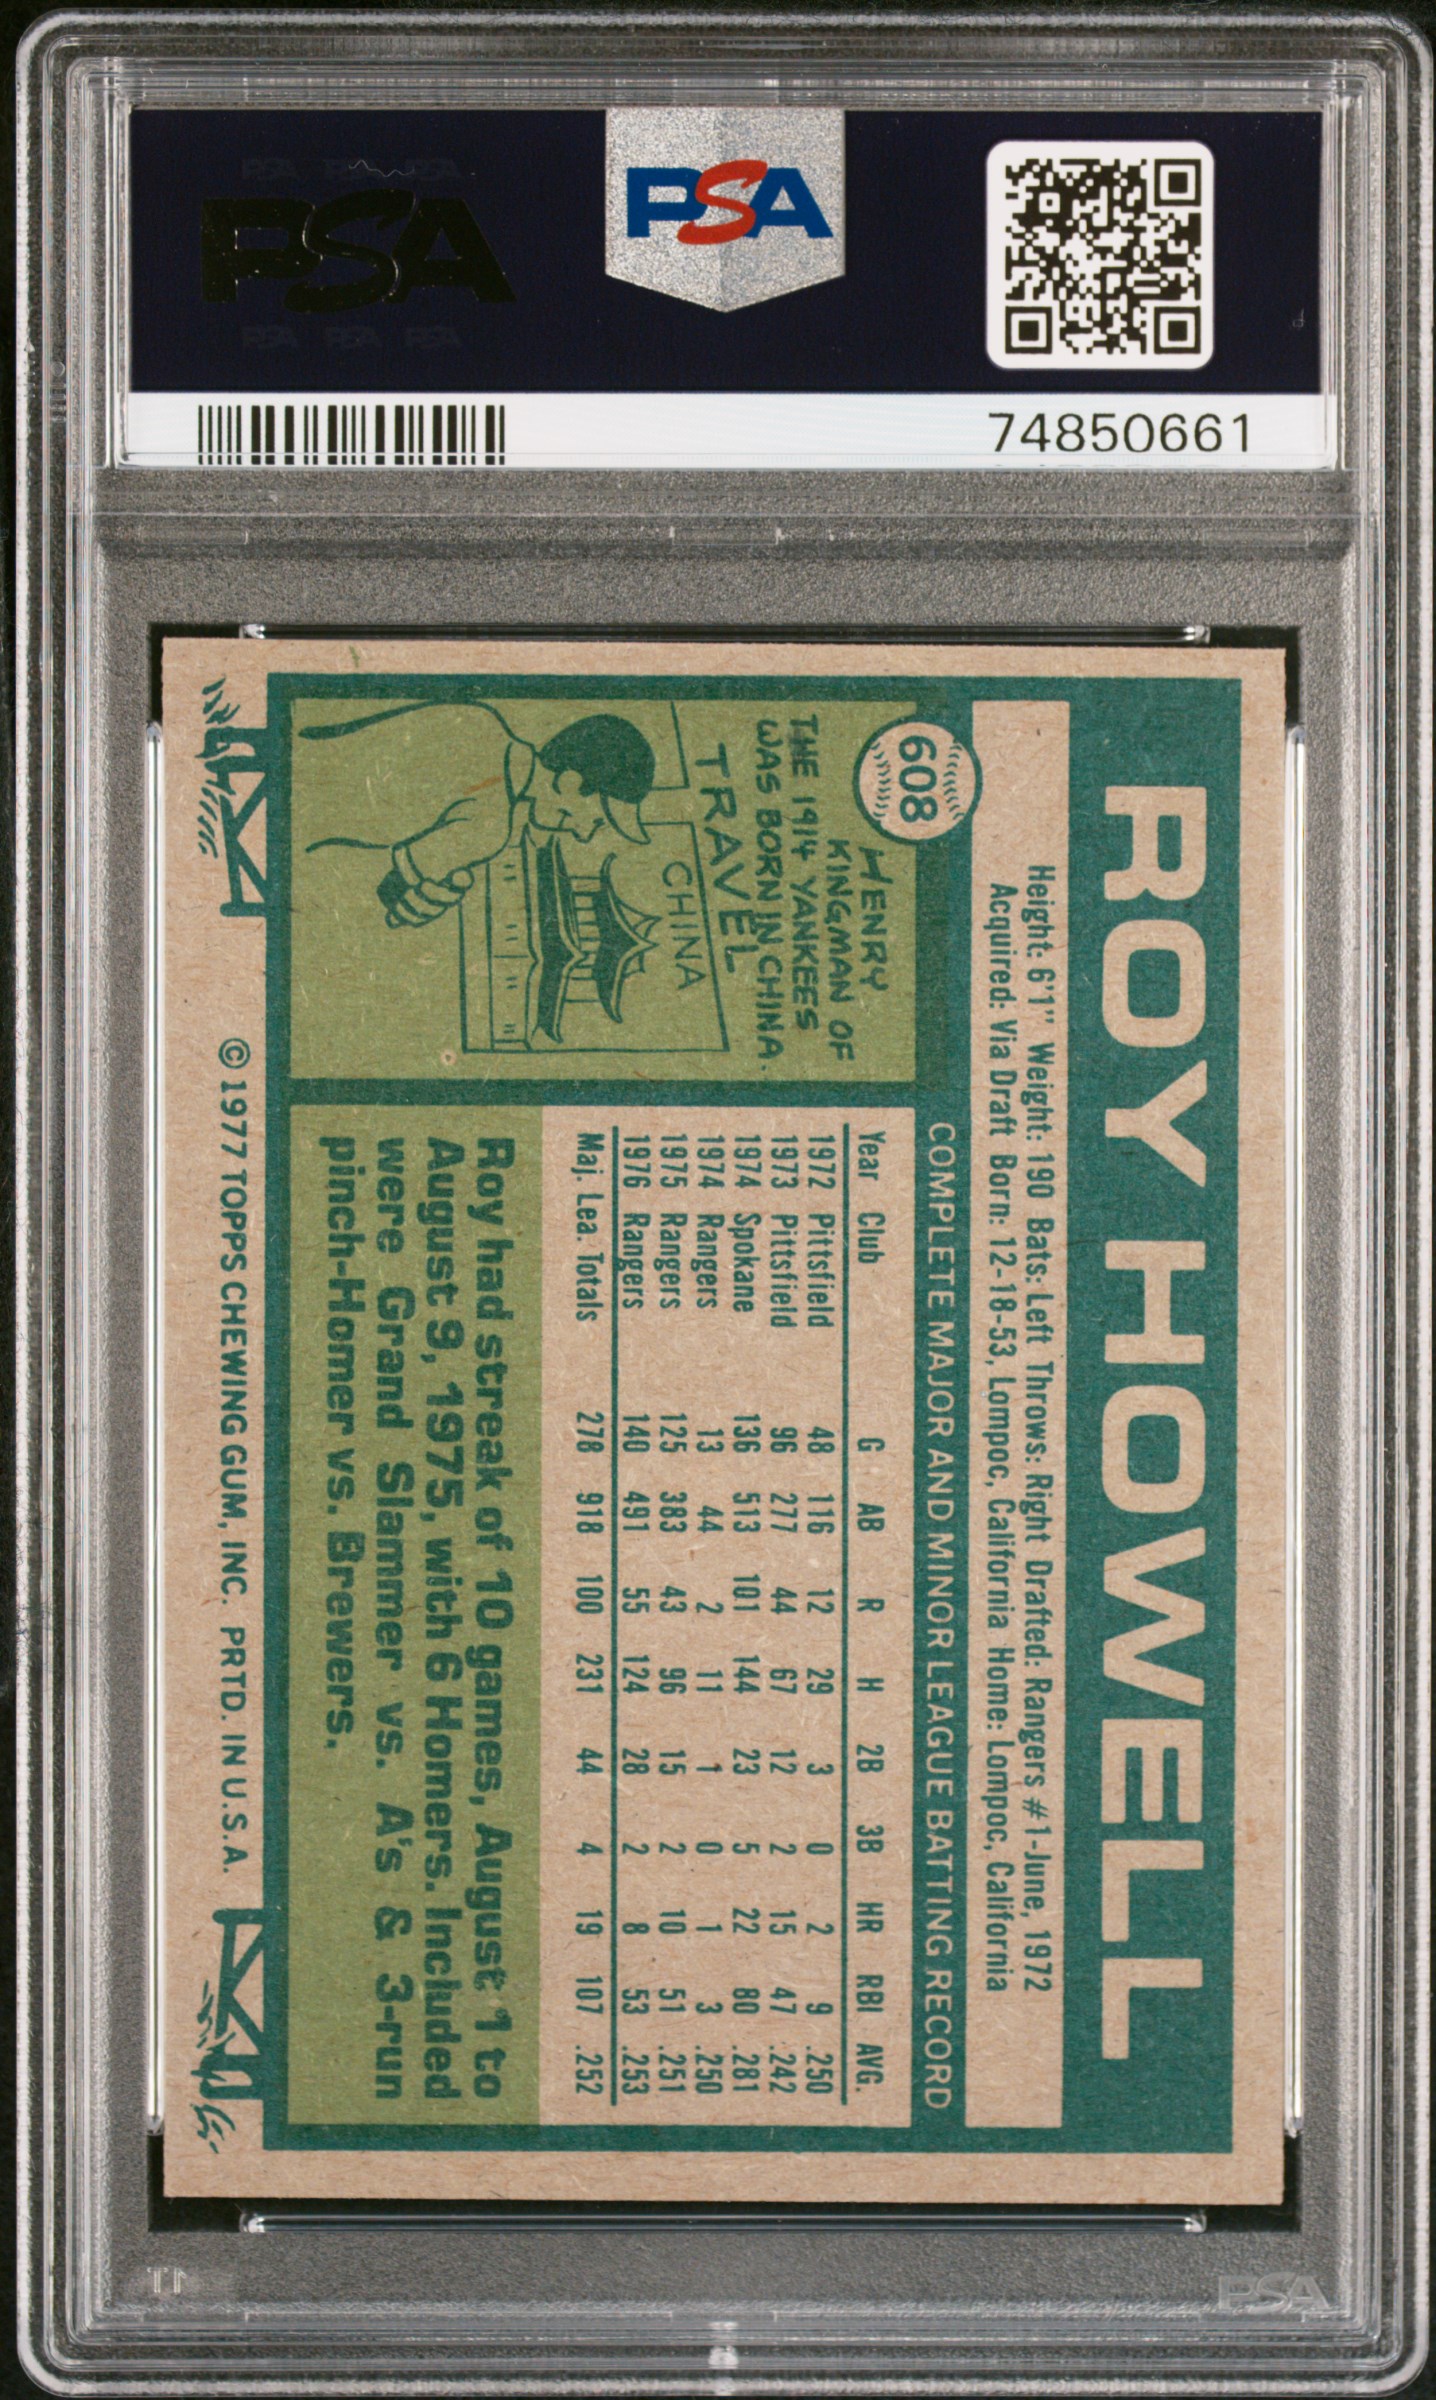 PSA
PSA
74850661
ROY HOWELL
Height: 6'1" Weight: 190 Bats: Left Throws: Right Drafted: Rangers #1-June, 1972
Acquired: Via Draft Born: 12-18-53, Lompoc, California Home: Lompoc, California
608
HENRY
KINGMAN OF
THE 1914 YANKEES
WAS BORN IN CHINA.
TRAVEL
CHINA
COMPLETE MAJOR AND MINOR LEAGUE BATTING RECORD
Year Club G AB R H 2B 3B HR RBI AVG.
1972 Pittsfield 48 116 12 29 3 0 2 9 .250
1973 Pittsfield 96 277 44 67 12 2 15 47 .242
1974 Spokane 136 513 101 144 23 5 22 80 .281
1974 Rangers 13 44 2 11 1 0 1 3 .250
1975 Rangers 125 383 43 96 15 2 10 51 .251
1976 Rangers 140 491 55 124 28 2 8 53 .253
Maj. Lea. Totals 278 918 100 231 44 4 19 107 .252
Roy had streak of 10 games, August 1 to
August 9, 1975, with 6 Homers. Included
were Grand Slammer vs. A's & 3-run
pinch-Homer vs. Brewers.
©1977 TOPPS CHEWING GUM, INC. PRTD. IN U.S.A.
PSA